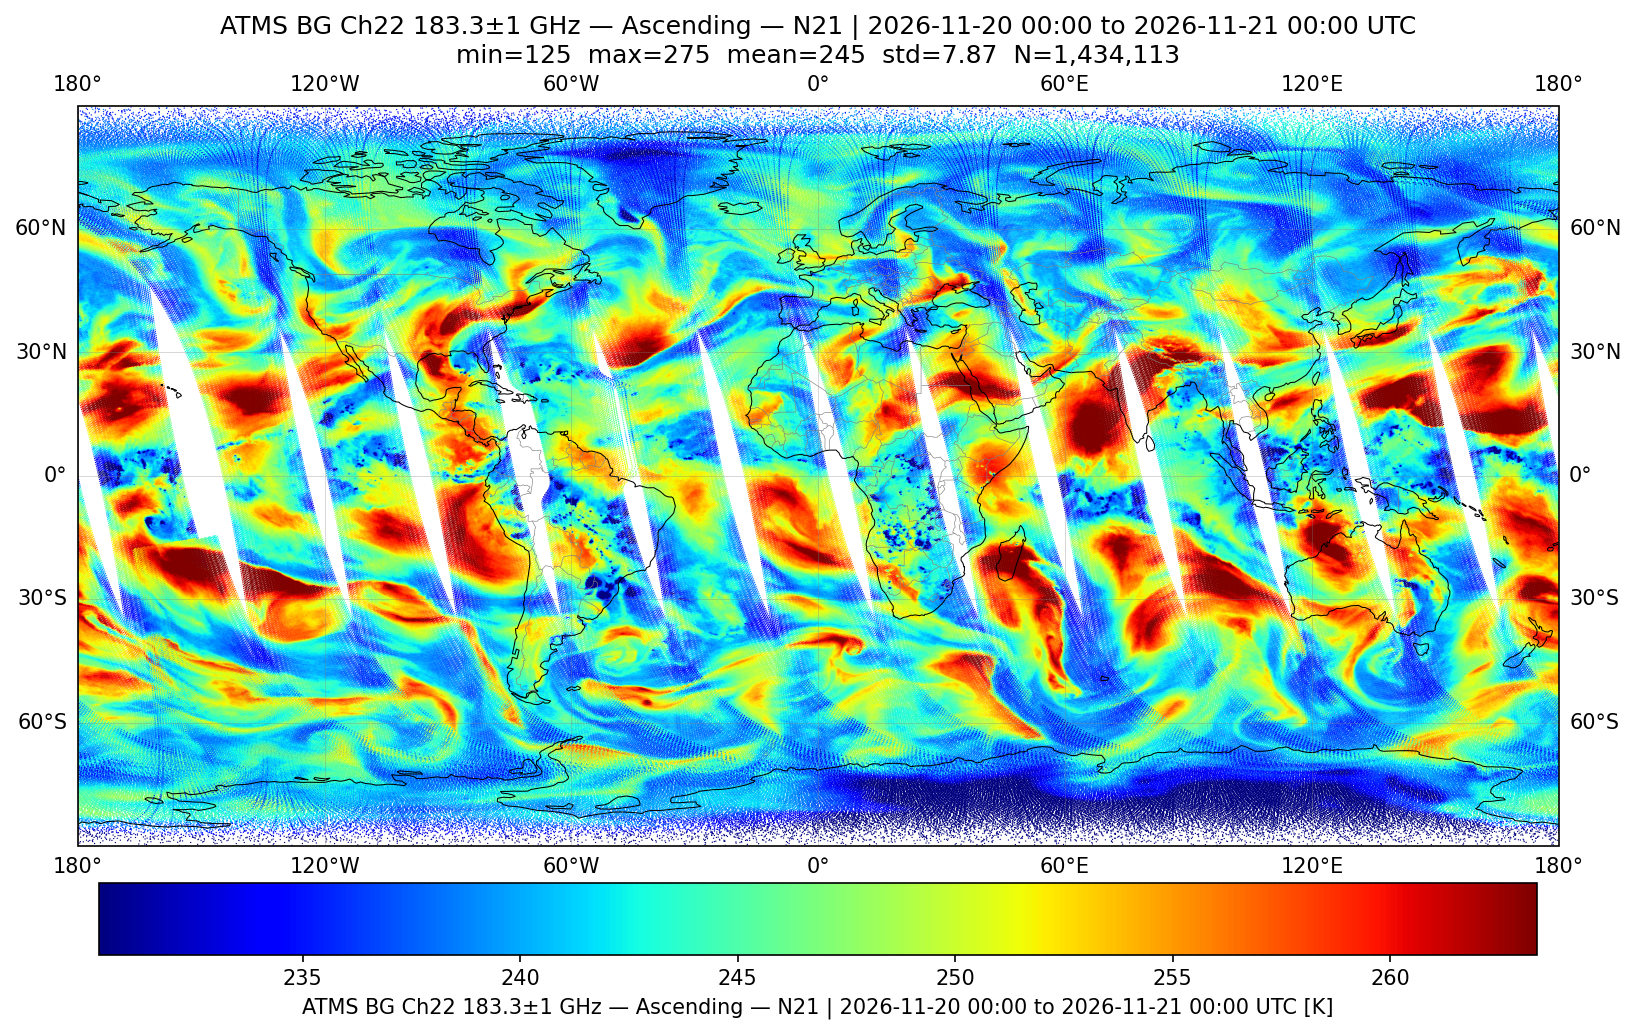 ATMS BG Ch22 183.3±1 GHz — Ascending — N21 | 2026-11-20 00:00 to 2026-11-21 00:00 UTC
min=125 max=275 mean=245 std=7.87 N=1,434,113
180° 120°W 60°W 0° 60°E 120°E 180°
60°N 60°N
30°N 30°N
0° 0°
30°S 30°S
60°S 60°S
180° 120°W 60°W 0° 60°E 120°E 180°
235 240 245 250 255 260
ATMS BG Ch22 183.3±1 GHz — Ascending — N21 | 2026-11-20 00:00 to 2026-11-21 00:00 UTC [K]